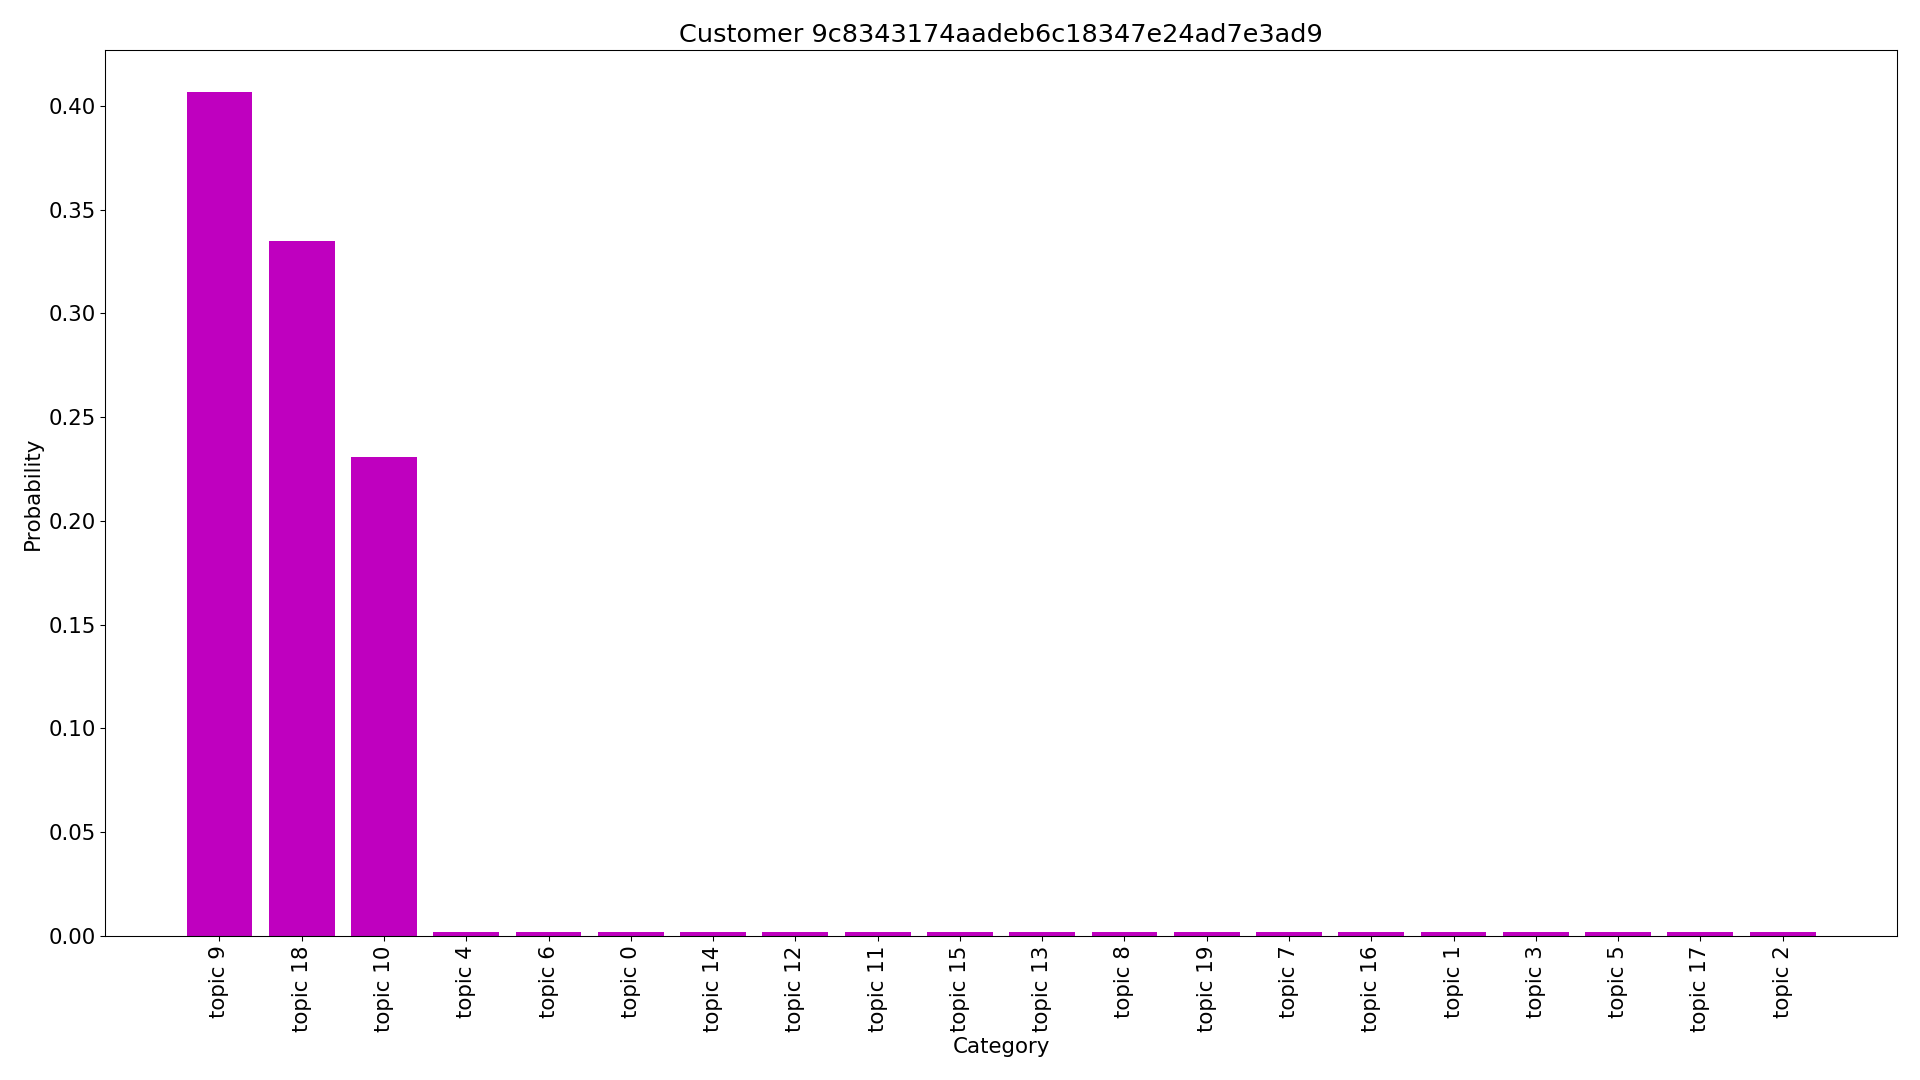 Customer 9c8343174aadeb6c18347e24ad7e3ad9
0.40
0.35
0.30
0.25
0.20
0.15
0.10
0.05
0.00
Probability
topic 9
topic 18
topic 10
topic 4
topic 6
topic 0
topic 14
topic 12
topic 11
topic 15
topic 13
topic 8
topic 19
topic 7
topic 16
topic 1
topic 3
topic 5
topic 17
topic 2
Category